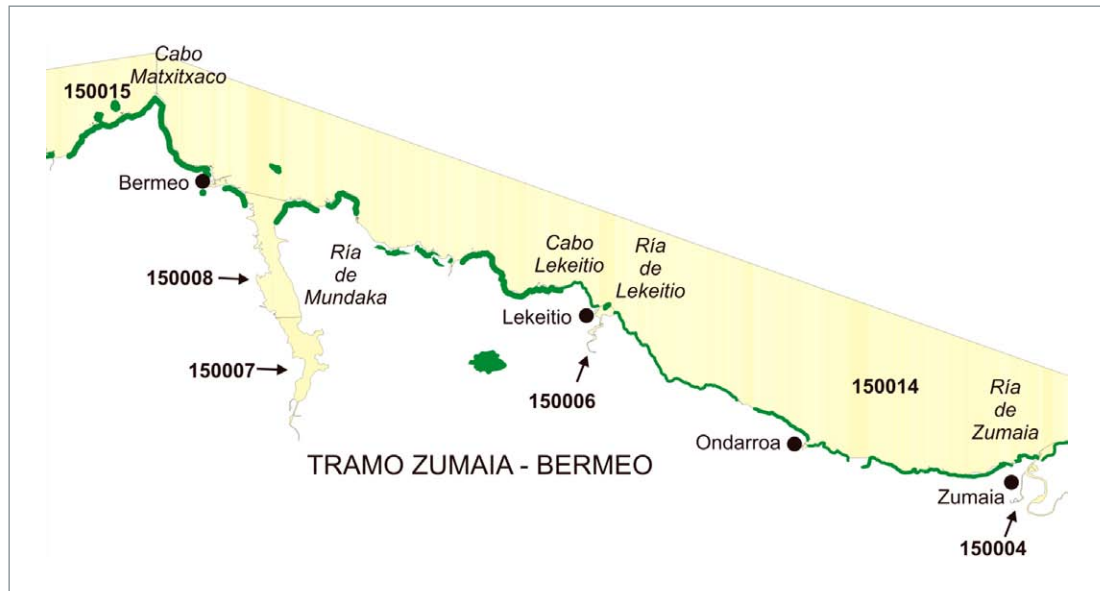 Cabo
Matxitxaco
150015
Bermeo
150008
Ría
de
Mundaka
150007
Cabo
Lekeitio
Ría
de
Lekeitio
Lekeitio
150006
150014
Ría
de
Zumaia
Ondarroa
Zumaia
150004
TRAMO ZUMAIA - BERMEO